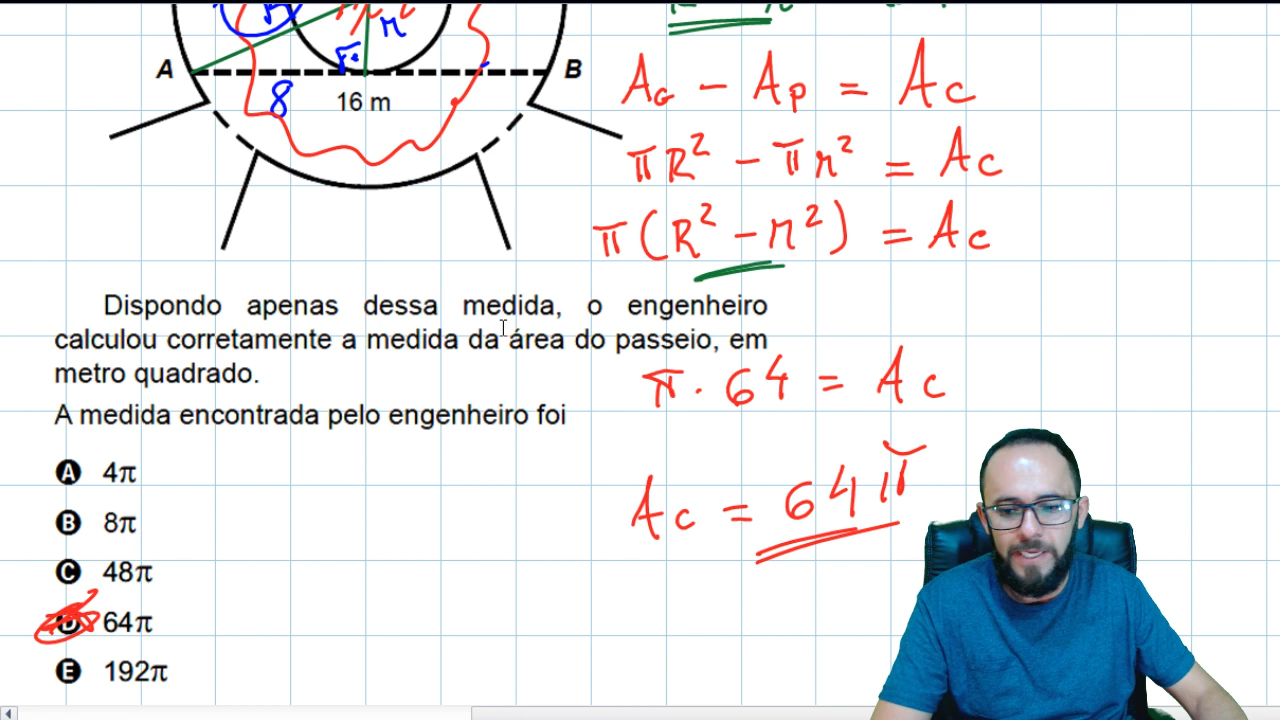 A
8
16 m
r
B
A_G - A_P = A_C
πR² - πr² = A_C
π(R² - r²) = A_C
Dispondo apenas dessa medida, o engenheiro
calculou corretamente a medida da área do passeio, em
metro quadrado.
A medida encontrada pelo engenheiro foi
π · 64 = A_C
A_C = 64π
A 4π
B 8π
C 48π
D 64π
E 192π